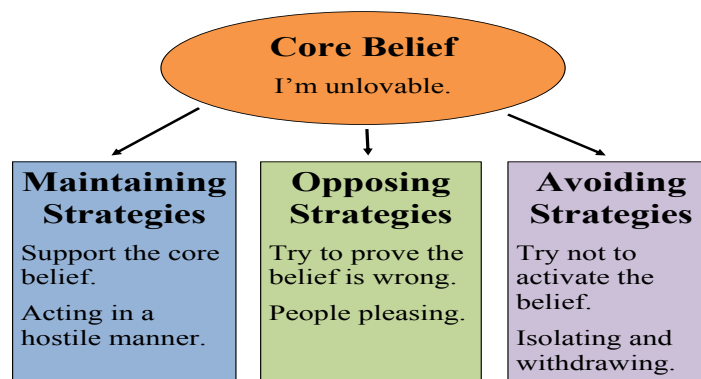 Core Belief
I'm unlovable.
Maintaining
Strategies
Support the core
belief.
Acting in a
hostile manner.
Opposing
Strategies
Try to prove the
belief is wrong.
People pleasing.
Avoiding
Strategies
Try not to
activate the
belief.
Isolating and
withdrawing.